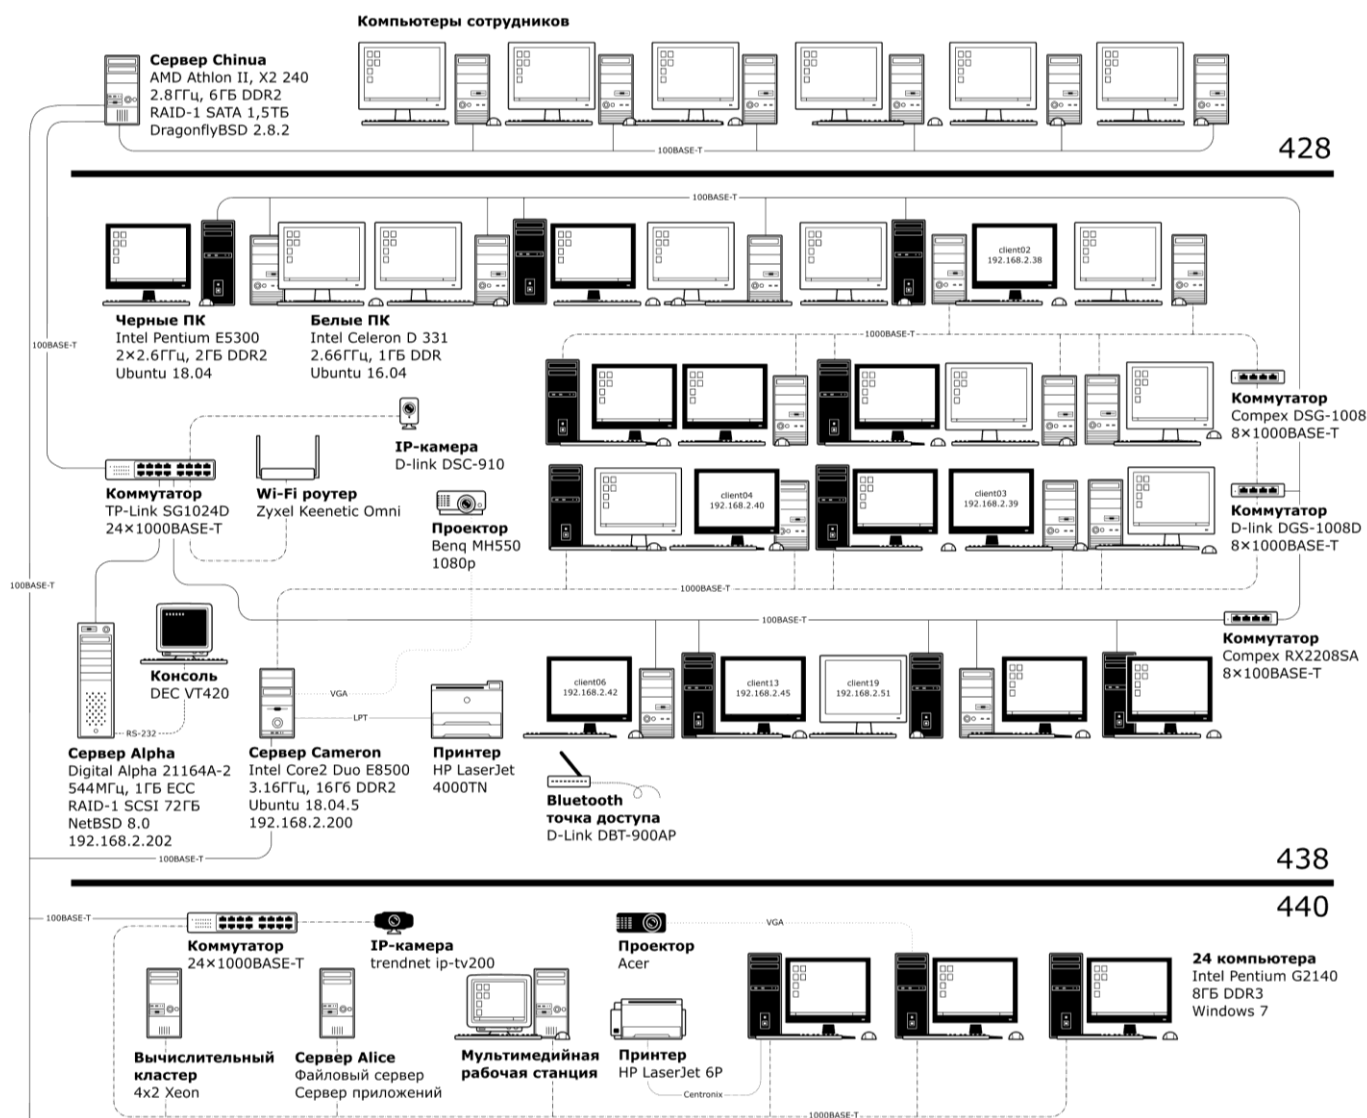 Компьютеры сотрудников
Сервер Chinua
AMD Athlon II, X2 240
2.8ГГц, 6ГБ DDR2
RAID-1 SATA 1,5ТБ
DragonflyBSD 2.8.2
100BASE-T
428
100BASE-T
client02
192.168.2.38
Черные ПК
Intel Pentium E5300
2×2.6ГГц, 2ГБ DDR2
Ubuntu 18.04
Белые ПК
Intel Celeron D 331
2.66ГГц, 1ГБ DDR
Ubuntu 16.04
100BASE-T
1000BASE-T
Коммутатор
Compex DSG-1008
8×1000BASE-T
IP-камера
D-link DSC-910
Коммутатор
TP-Link SG1024D
24×1000BASE-T
Wi-Fi роутер
Zyxel Keenetic Omni
Проектор
Benq MH550
1080p
client04
192.168.2.40
client03
192.168.2.39
Коммутатор
D-link DGS-1008D
8×1000BASE-T
100BASE-T
1000BASE-T
100BASE-T
Коммутатор
Compex RX2208SA
8×100BASE-T
Консоль
DEC VT420
RS-232
VGA
LPT
client06
192.168.2.42
client13
192.168.2.45
client19
192.168.2.51
Сервер Alpha
Digital Alpha 21164A-2
544МГц, 1ГБ ECC
RAID-1 SCSI 72ГБ
NetBSD 8.0
192.168.2.202
Сервер Cameron
Intel Core2 Duo E8500
3.16ГГц, 16Гб DDR2
Ubuntu 18.04.5
192.168.2.200
Принтер
HP LaserJet
4000TN
Bluetooth
точка доступа
D-Link DBT-900AP
100BASE-T
438
440
100BASE-T
Коммутатор
24×1000BASE-T
IP-камера
trendnet ip-tv200
Проектор
Acer
VGA
24 компьютера
Intel Pentium G2140
8ГБ DDR3
Windows 7
Вычислительный
кластер
4x2 Xeon
Сервер Alice
Файловый сервер
Сервер приложений
Мультимедийная
рабочая станция
Принтер
HP LaserJet 6P
Centronix
1000BASE-T